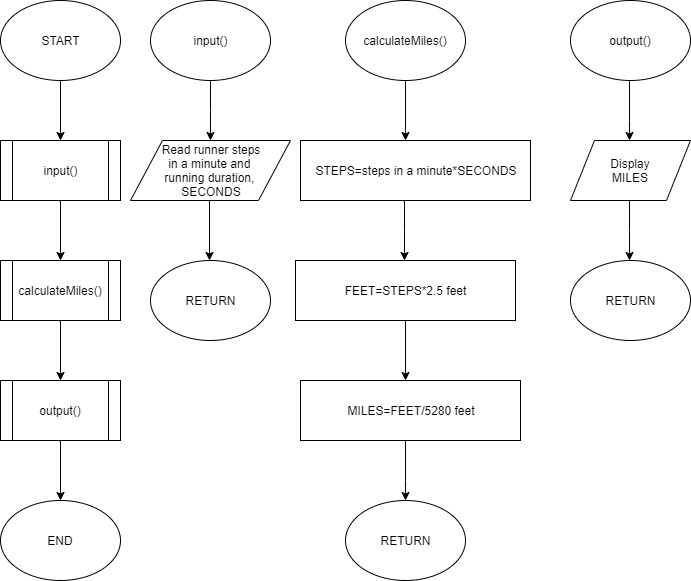 START
input()
calculateMiles()
output()
END
input()
Read runner steps
in a minute and
running duration,
SECONDS
RETURN
calculateMiles()
STEPS=steps in a minute*SECONDS
FEET=STEPS*2.5 feet
MILES=FEET/5280 feet
RETURN
output()
Display
MILES
RETURN